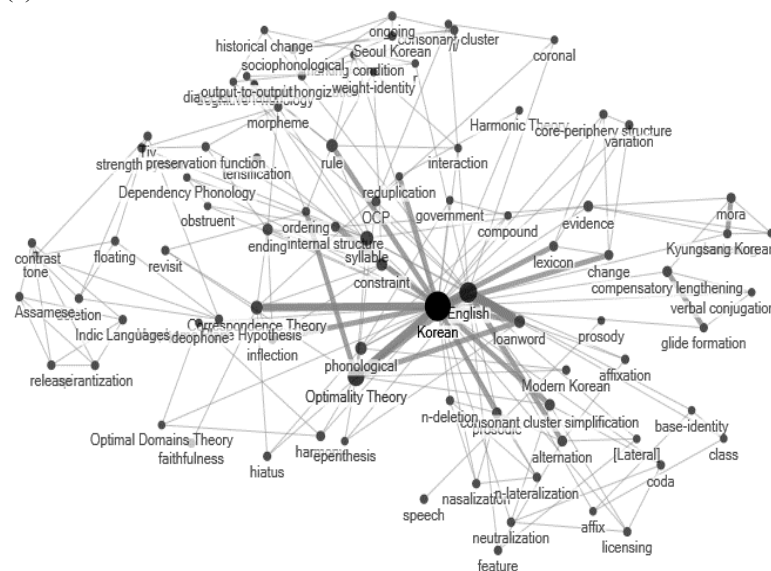 ongoing
historical change
consonant cluster
Seoul Korean
sociophonological
coronal
weight-identity
output-to-output
r
morpheme
Harmonic Theory
core-periphery structure
variation
rule
interaction
strength
preservation function
Dependency Phonology
reduplication
obstruent
OCP
government
compound
evidence
mora
ordering
ending
internal structure
syllable
Kyungsang Korean
contrast
tone
floating
revisit
constraint
lexicon
change
compensatory lengthening
verbal conjugation
Assamese
English
Korean
Indic Languages
Correspondence Theory
inflection
loanword
prosody
glide formation
phonological
Optimality Theory
Modern Korean
affixation
release
n-deletion
consonant cluster simplification
base-identity
Optimal Domains Theory
faithfulness
epenthesis
hiatus
alternation
[Lateral]
class
coda
nasalization
n-lateralization
speech
affix
neutralization
licensing
feature